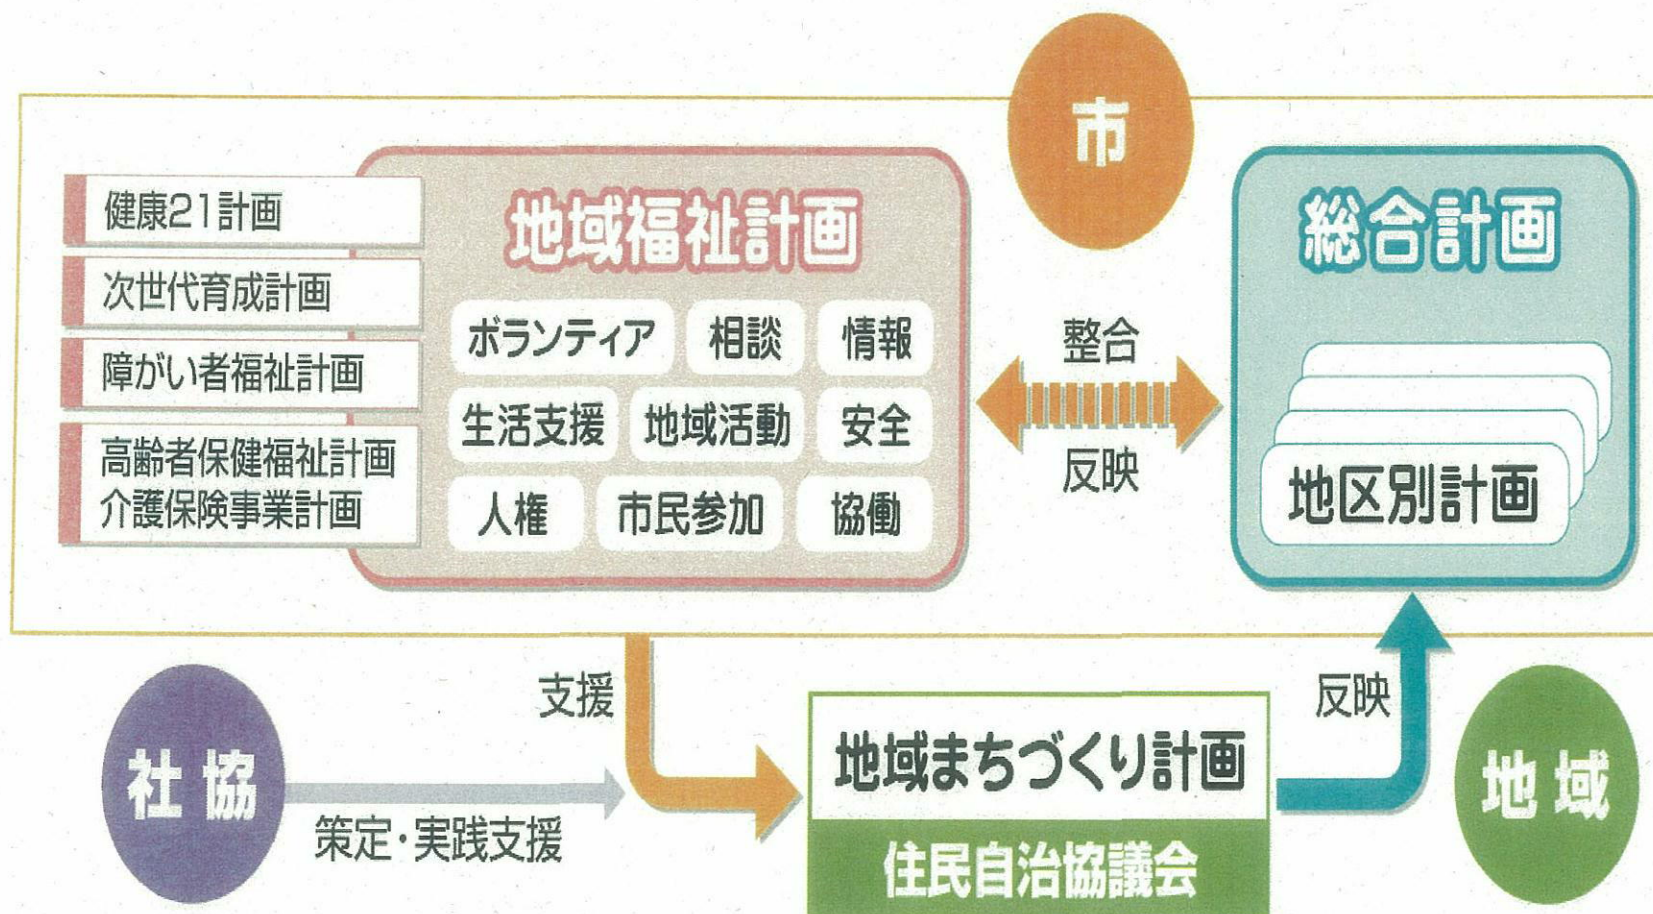 市
健康21計画
次世代育成計画
障がい者福祉計画
高齢者保健福祉計画
介護保険事業計画
地域福祉計画
ボランティア 相談 情報
生活支援 地域活動 安全
人権 市民参加 協働
整合
反映
総合計画
地区別計画
社協
策定・実践支援
支援
地域まちづくり計画
住民自治協議会
反映
地域